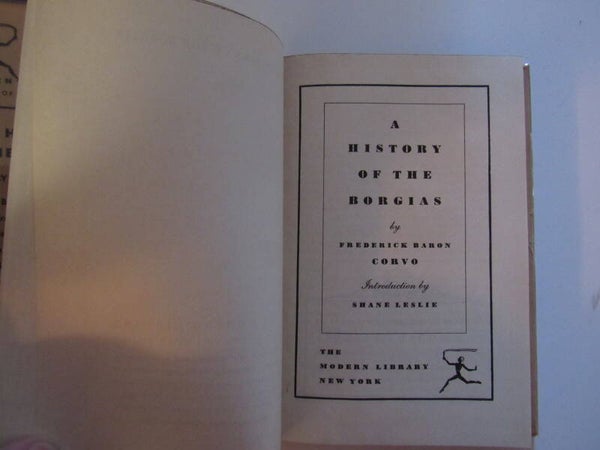 A
HISTORY
OF THE
BORGIAS
by
FREDERICK BARON
CORVO
Introduction by
SHANE LESLIE
THE
MODERN LIBRARY
NEW YORK